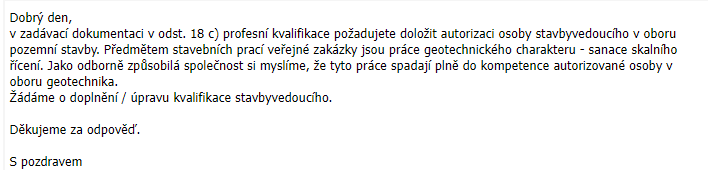 Dobrý den,
v zadávací dokumentaci v odst. 18 c) profesní kvalifikace požadujete doložit autorizaci osoby stavbyvedoucího v oboru
pozemní stavby. Předmětem stavebních prací veřejné zakázky jsou práce geotechnického charakteru - sanace skalního
řícení. Jako odborně způsobilá společnost si myslíme, že tyto práce spadají plně do kompetence autorizované osoby v
oboru geotechnika.
Žádáme o doplnění / úpravu kvalifikace stavbyvedoucího.
Děkujeme za odpověď.
S pozdravem